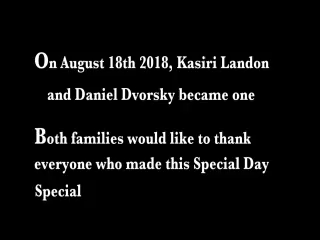 On August 18th 2018, Kasiri Landon
and Daniel Dvorsky became one
Both families would like to thank
everyone who made this Special Day
Special